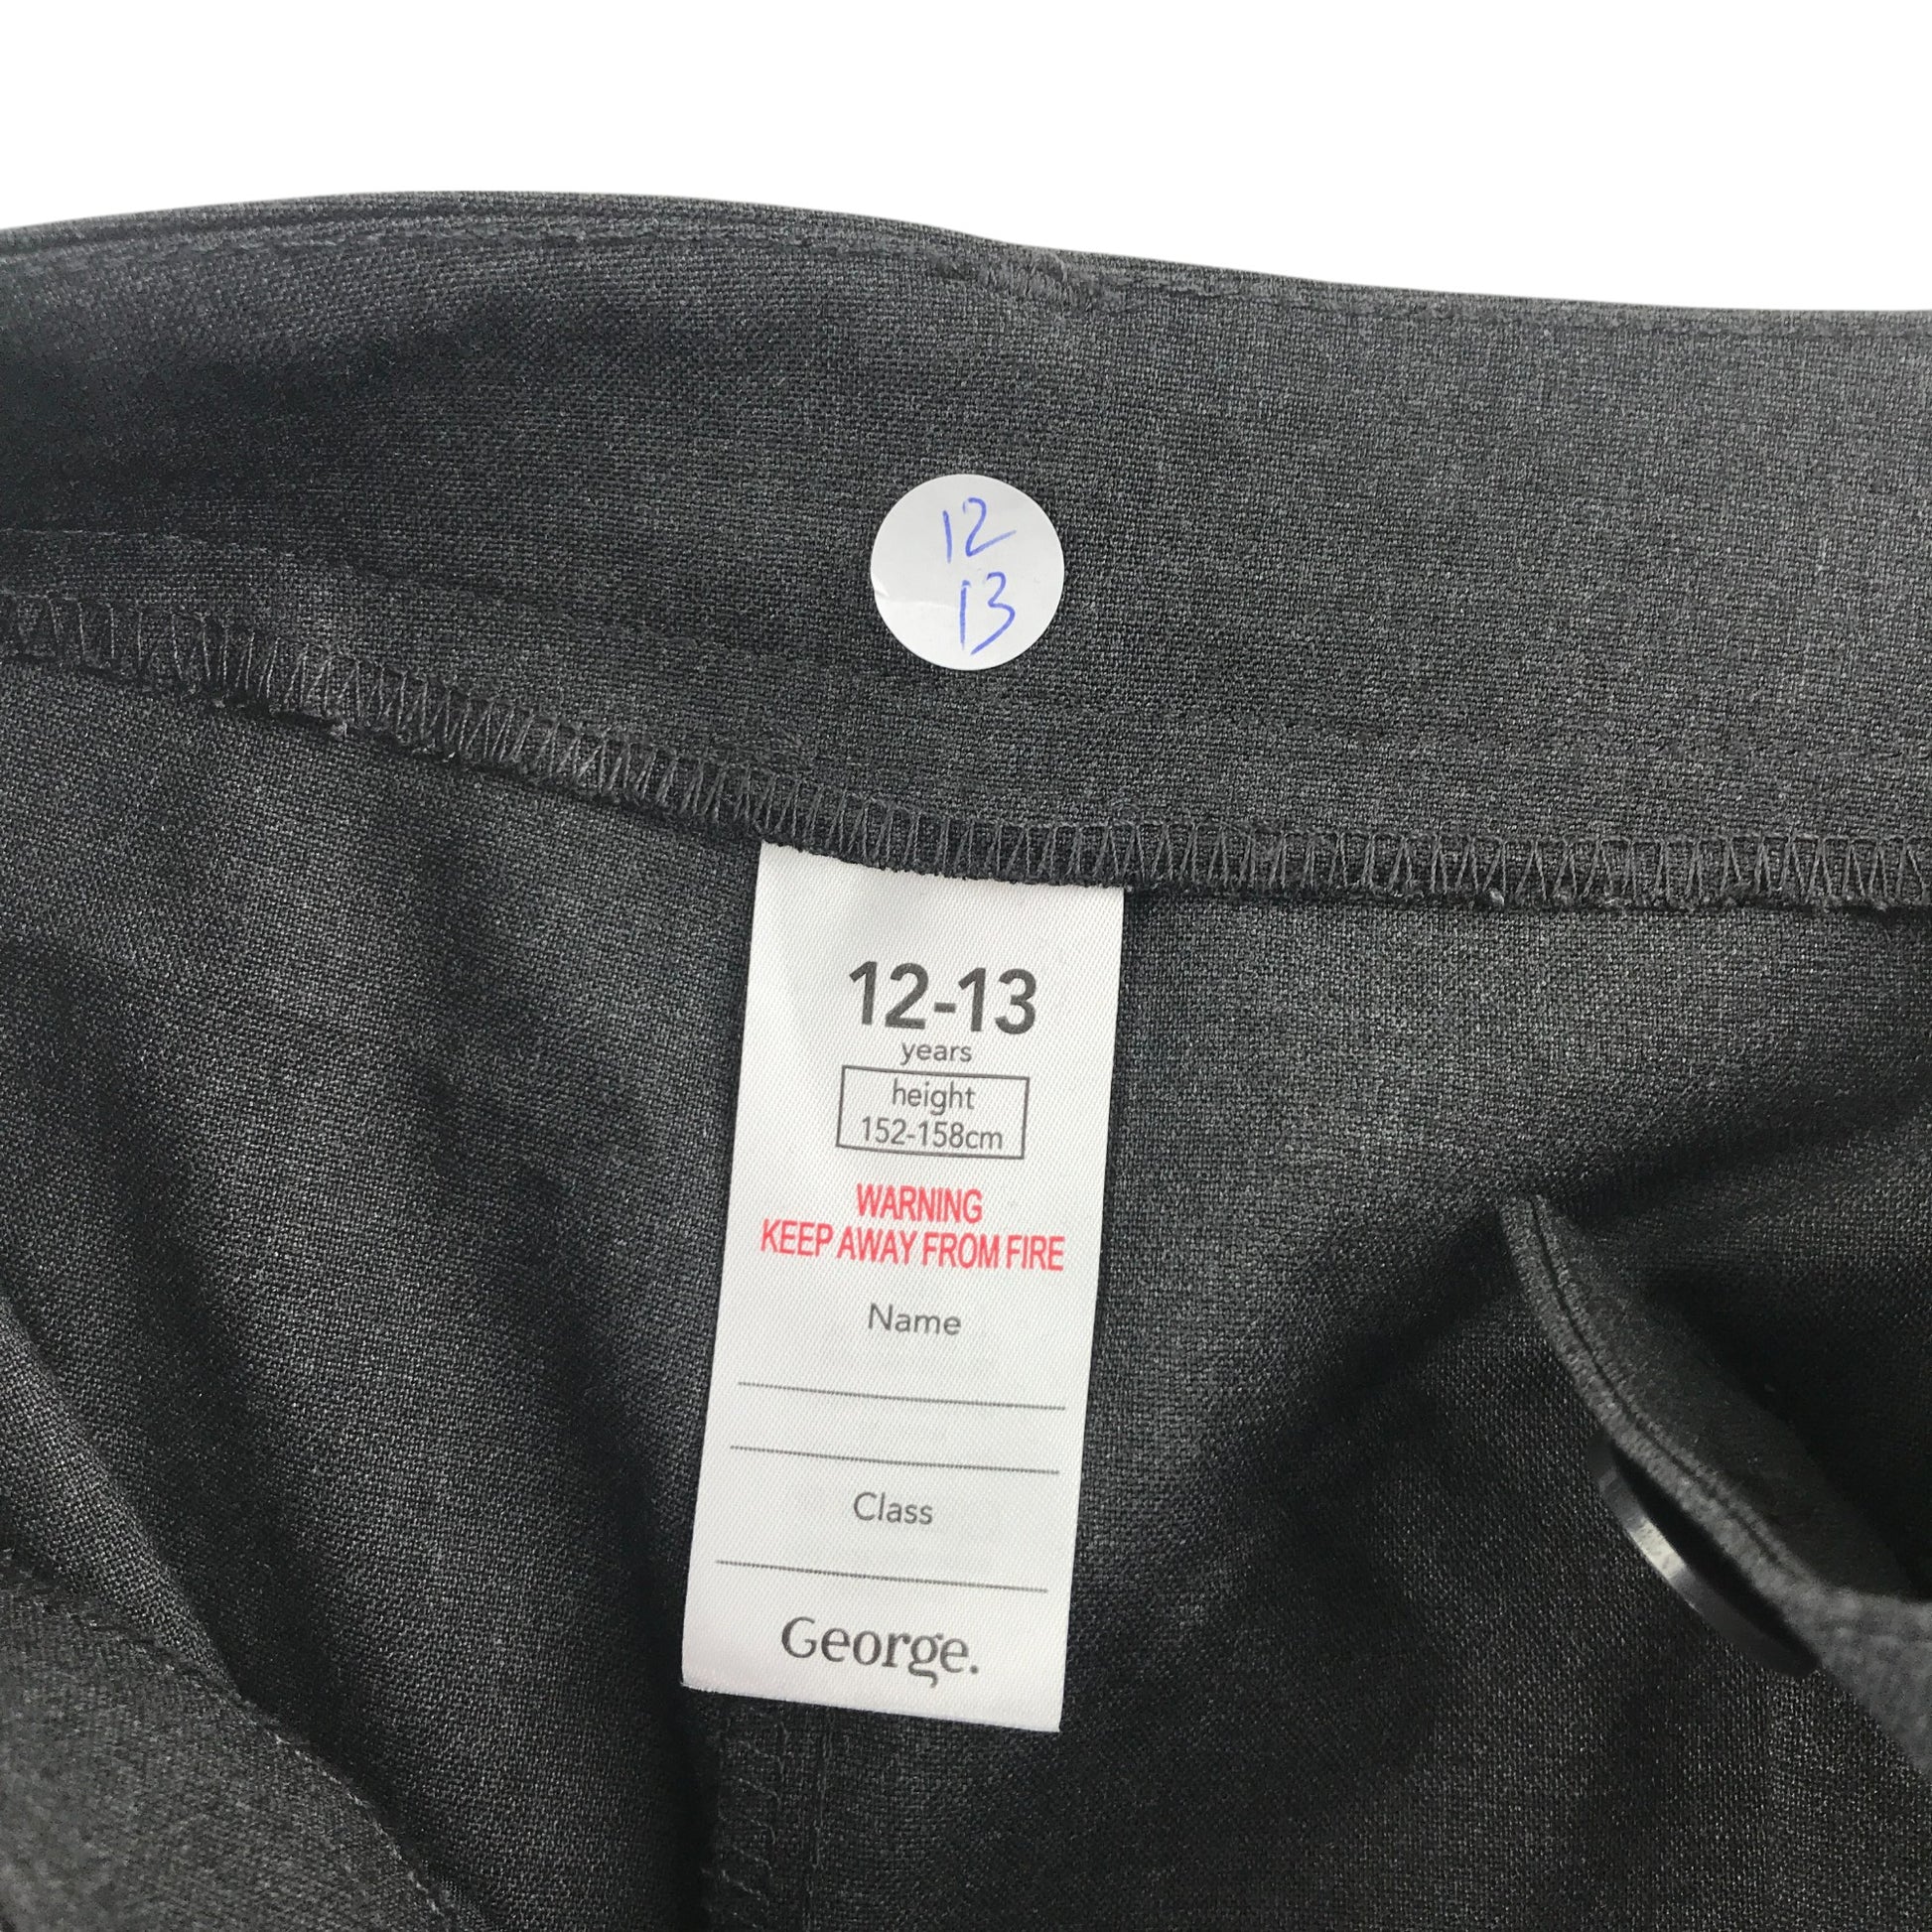 12
13
12-13
years
height
152-158cm
WARNING
KEEP AWAY FROM FIRE
Name
Class
George.